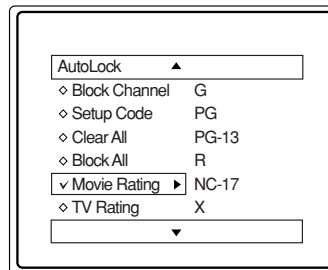 AutoLock
Block Channel G
Setup Code PG
Clear All PG-13
Block All R
Movie Rating NC-17
TV Rating X